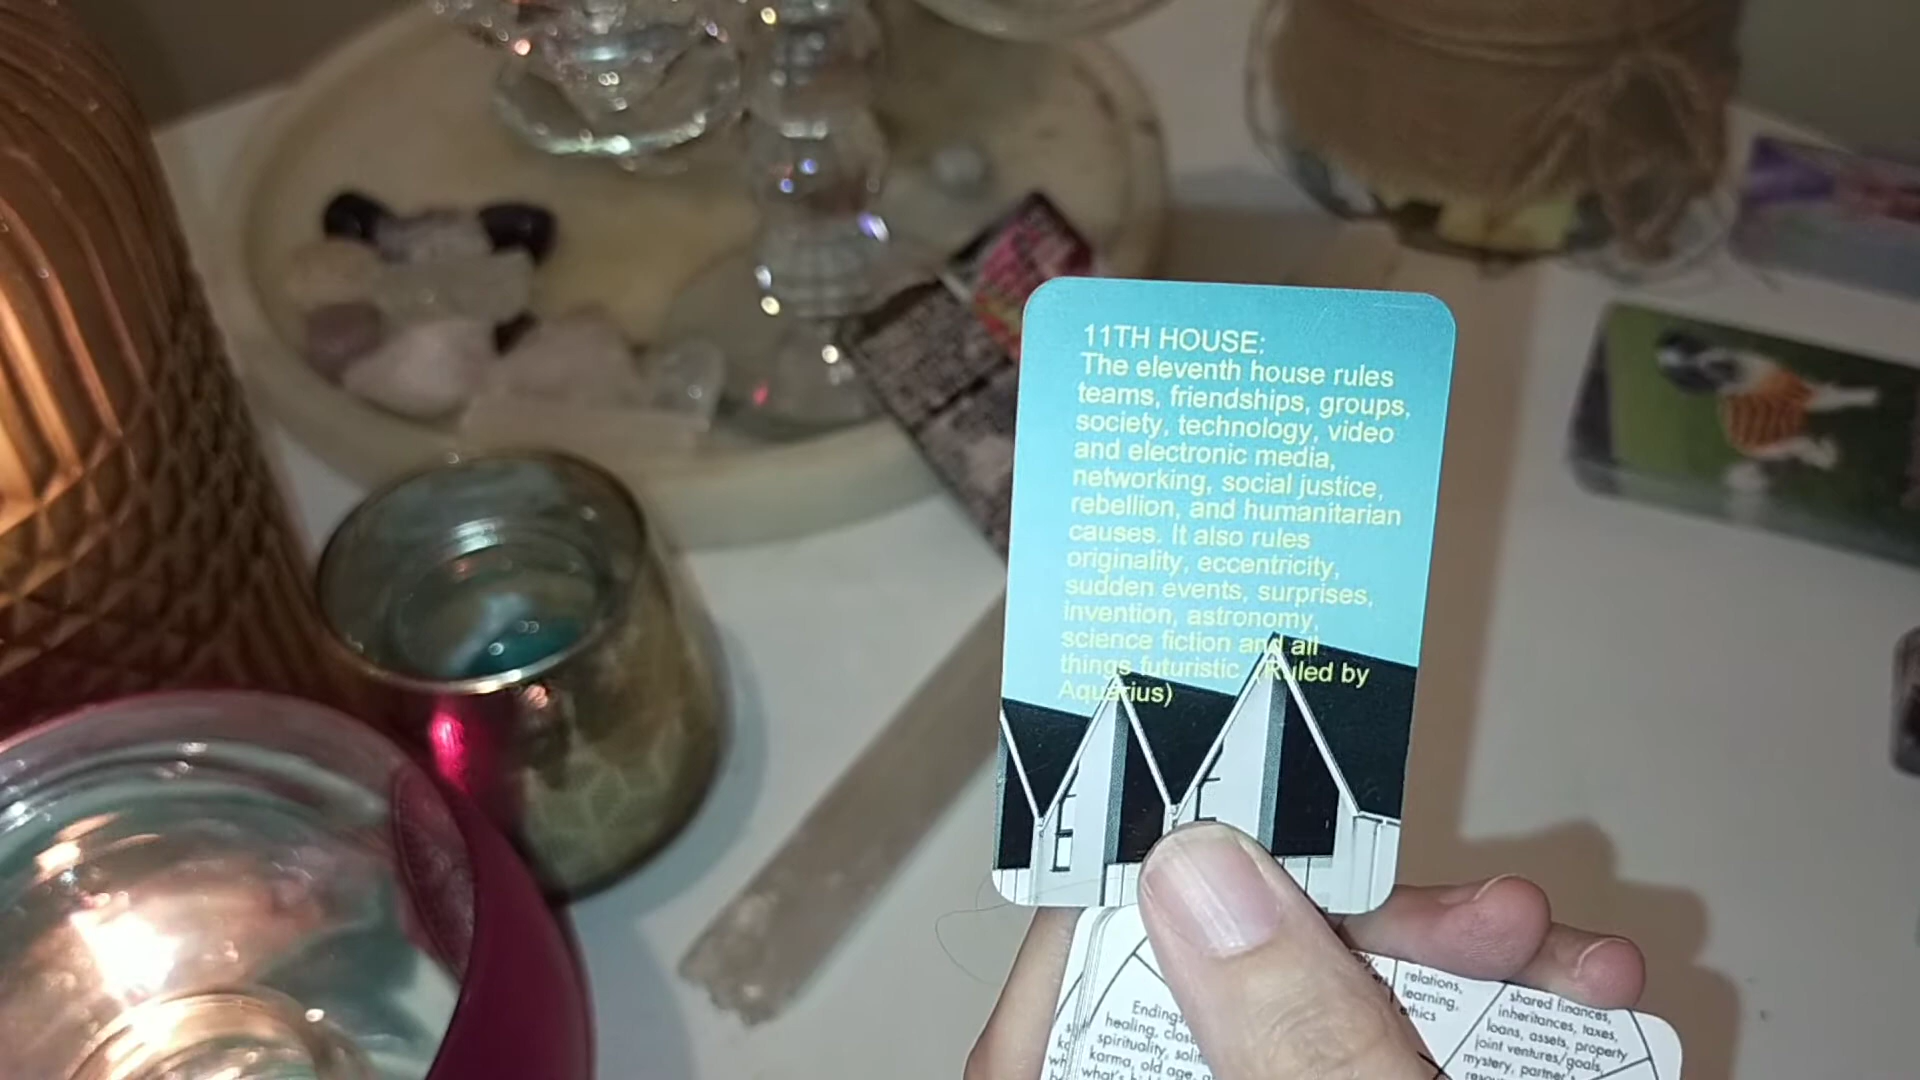 11TH HOUSE:
The eleventh house rules
teams, friendships, groups,
society, technology, video
and electronic media,
networking, social justice,
rebellion, and humanitarian
causes. It also rules
originality, eccentricity,
sudden events, surprises,
invention, astronomy,
science fiction and all
things futuristic. (Ruled by
Aquarius)
Endings
healing,
spirituality,
karma, old age,
what's
relations,
learning,
ethics
shared finances,
inheritances, taxes,
loans, assets, property
joint ventures/goals,
mystery,